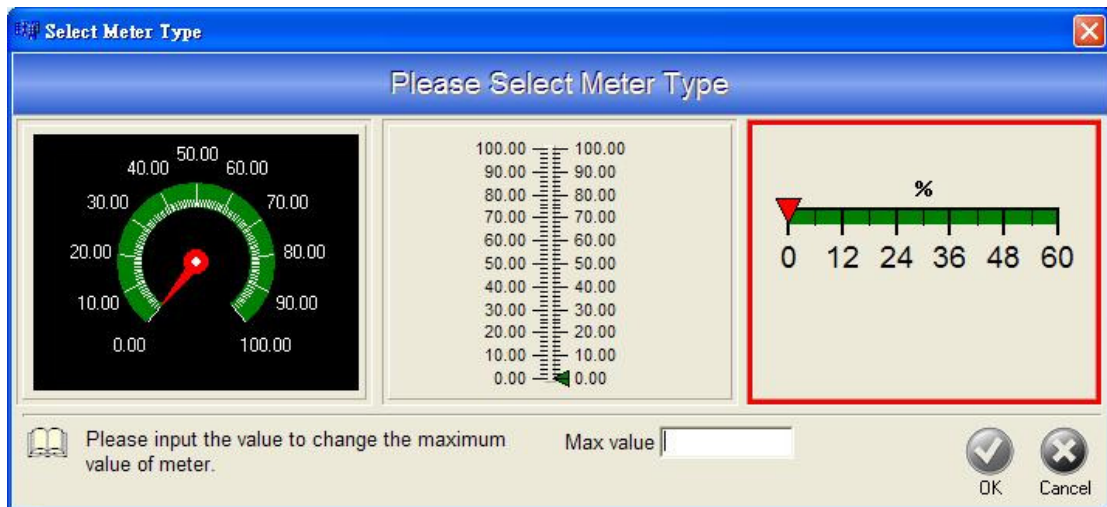 Select Meter Type
Please Select Meter Type
50.00
40.00 60.00
30.00 70.00
20.00 80.00
10.00 90.00
0.00 100.00
100.00 100.00
90.00 90.00
80.00 80.00
70.00 70.00
60.00 60.00
50.00 50.00
40.00 40.00
30.00 30.00
20.00 20.00
10.00 10.00
0.00 0.00
%
0 12 24 36 48 60
Please input the value to change the maximum
value of meter.
Max value
OK Cancel